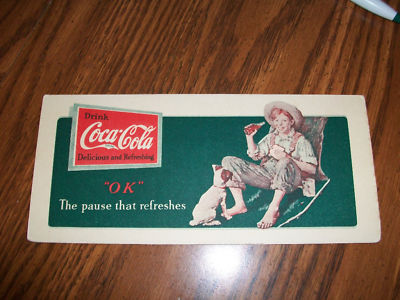 Drink
Coca-Cola
Delicious and Refreshing
"OK"
The pause that refreshes